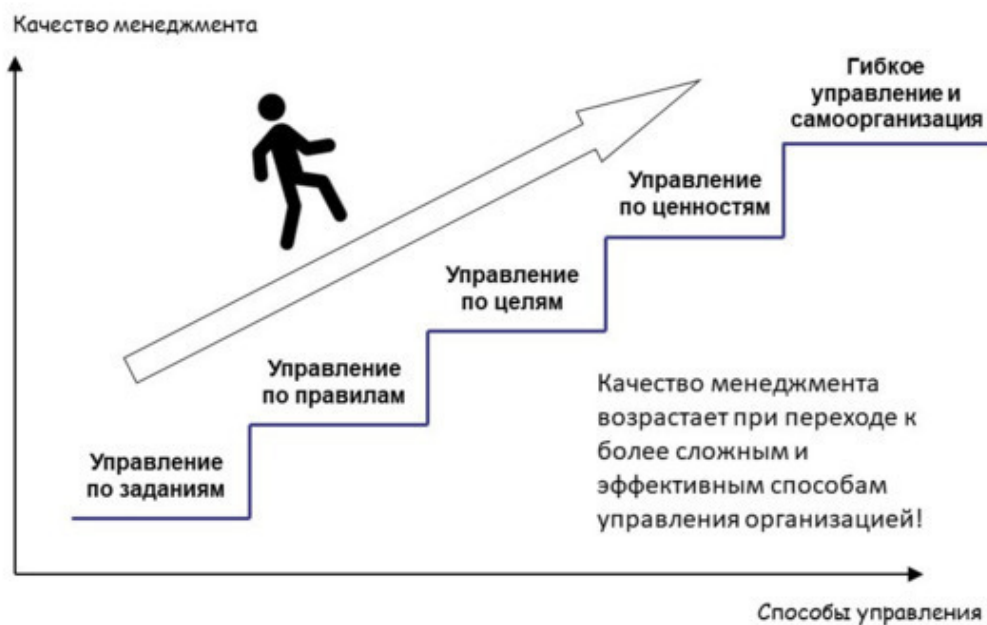 Качество менеджмента
Гибкое
управление и
самоорганизация
Управление
по ценностям
Управление
по целям
Управление
по правилам
Управление
по заданиям
Качество менеджмента
возрастает при переходе к
более сложным и
эффективным способам
управления организацией!
Способы управления